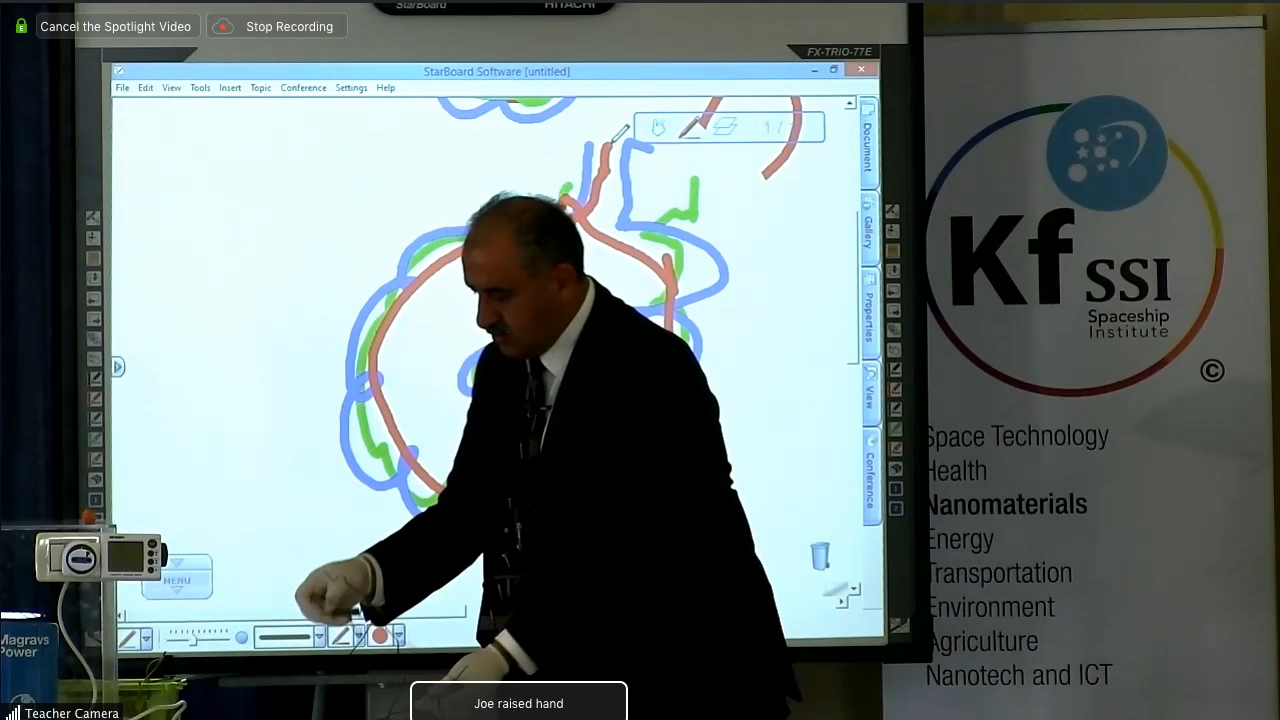 StarBoard
HITACHI
Cancel the Spotlight Video
Stop Recording
FX-TRIO-77E
StarBoard Software [untitled]
File Edit View Tools Insert Topic Conference Settings Help
1 /
Document
Gallery
Properties
View
Conference
MENU
Kf SSI
Spaceship
Institute
©
Space Technology
Health
Nanomaterials
Energy
Transportation
Environment
Agriculture
Nanotech and ICT
Magravs
Power
Joe raised hand
Teacher Camera